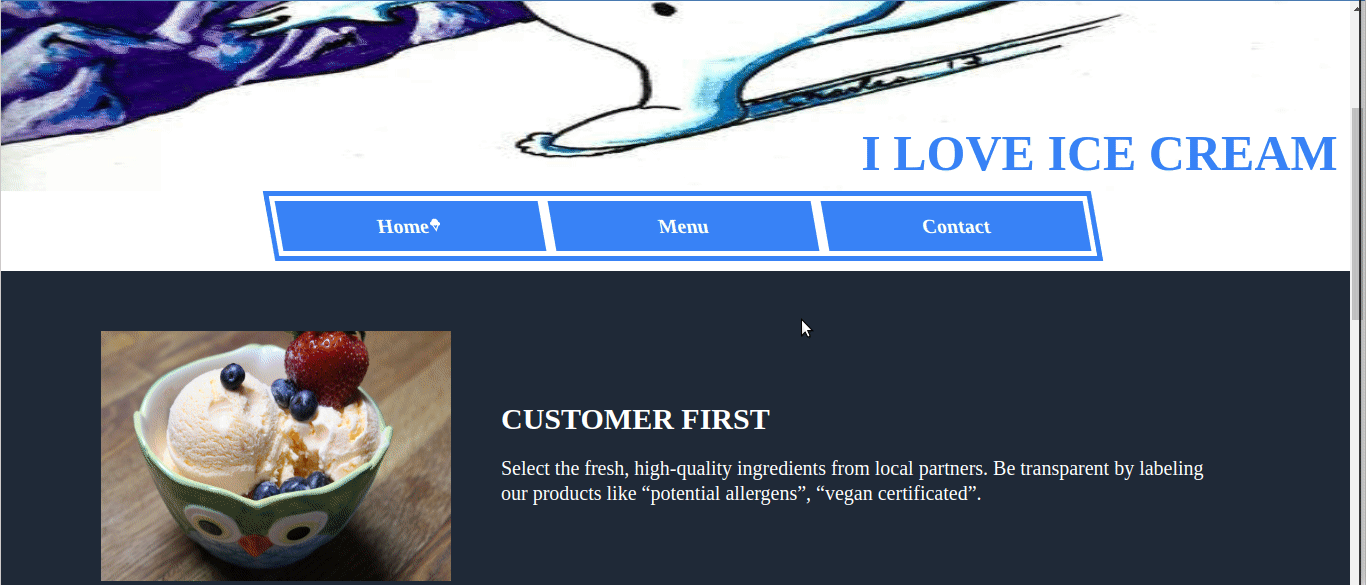 I LOVE ICE CREAM
Home
Menu
Contact
CUSTOMER FIRST
Select the fresh, high-quality ingredients from local partners. Be transparent by labeling
our products like “potential allergens”, “vegan certificated”.